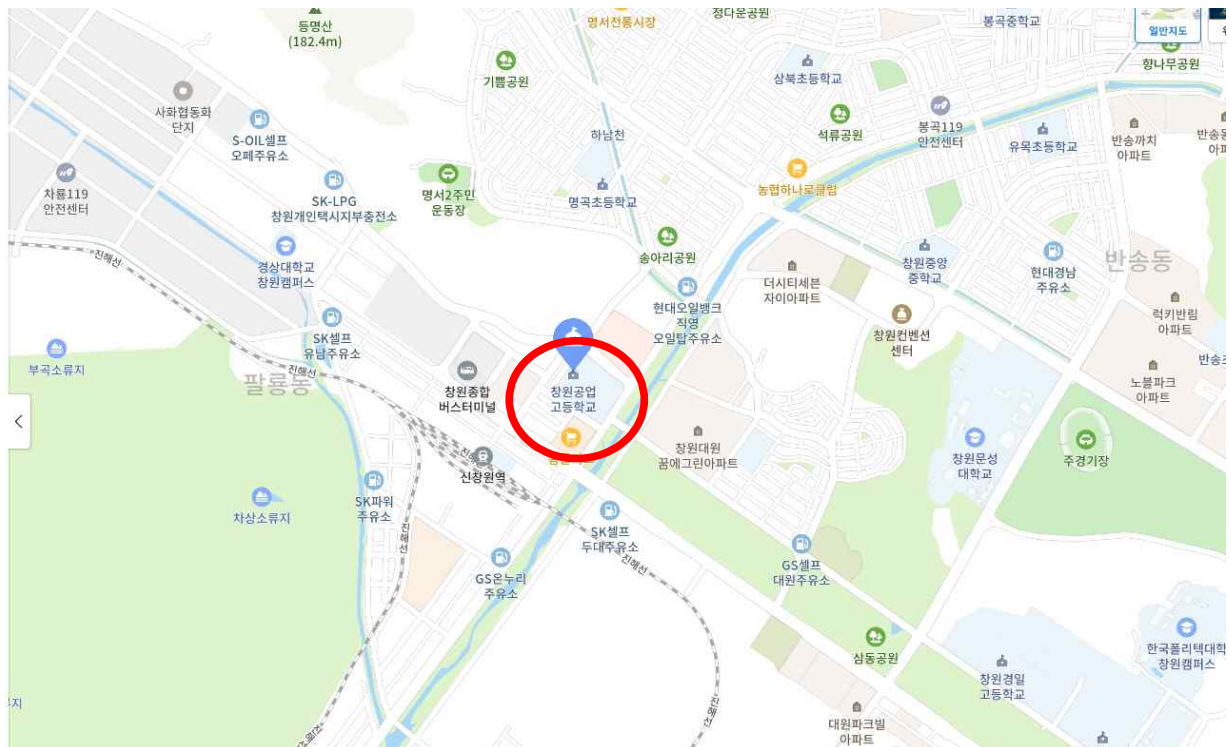 등명산
(182.4m)
명서전통시장
정다운공원
봉곡중학교
일반지도
향나무공원
기쁨공원
상북초등학교
사화협동화
단지
S-OIL셀프
오페주유소
하남천
석류공원
봉곡119
안전센터
유목초등학교
반송까치
아파트
차룡119
안전센터
SK-LPG
창원개인택시지부충전소
명서2주민
운동장
명곡초등학교
농협하나로클럽
진해선
경상대학교
창원캠퍼스
송아리공원
더시티세븐
자이아파트
창원중앙
중학교
현대경남
주유소
반송동
현대오일뱅크
직영
오일탑주유소
럭키반림
아파트
SK셀프
유남주유소
창원컨벤션
센터
부곡소류지
진해선
팔룡동
창원종합
버스터미널
창원공업
고등학교
노블파크
아파트
창원대원
꿈에그린아파트
창원문성
대학교
주경기장
신창원역
차상소류지
SK파워
주유소
진해선
SK셀프
두대주유소
진해선
GS온누리
주유소
GS셀프
대원주유소
삼동공원
한국폴리텍대학
창원캠퍼스
창원경일
고등학교
대원파크빌
아파트
진해선